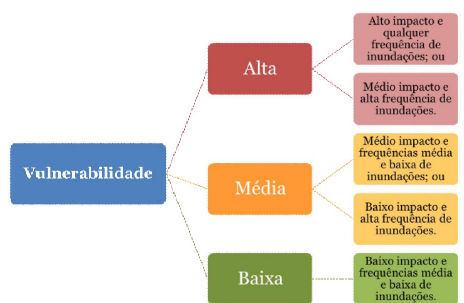 Vulnerabilidade
Alta
Alto impacto e
qualquer
frequência de
inundações; ou
Médio impacto e
alta frequência de
inundações.
Média
Médio impacto e
frequências média
e baixa de
inundações; ou
Baixo impacto e
alta frequência de
inundações.
Baixa
Baixo impacto e
frequências média
e baixa de
inundações.